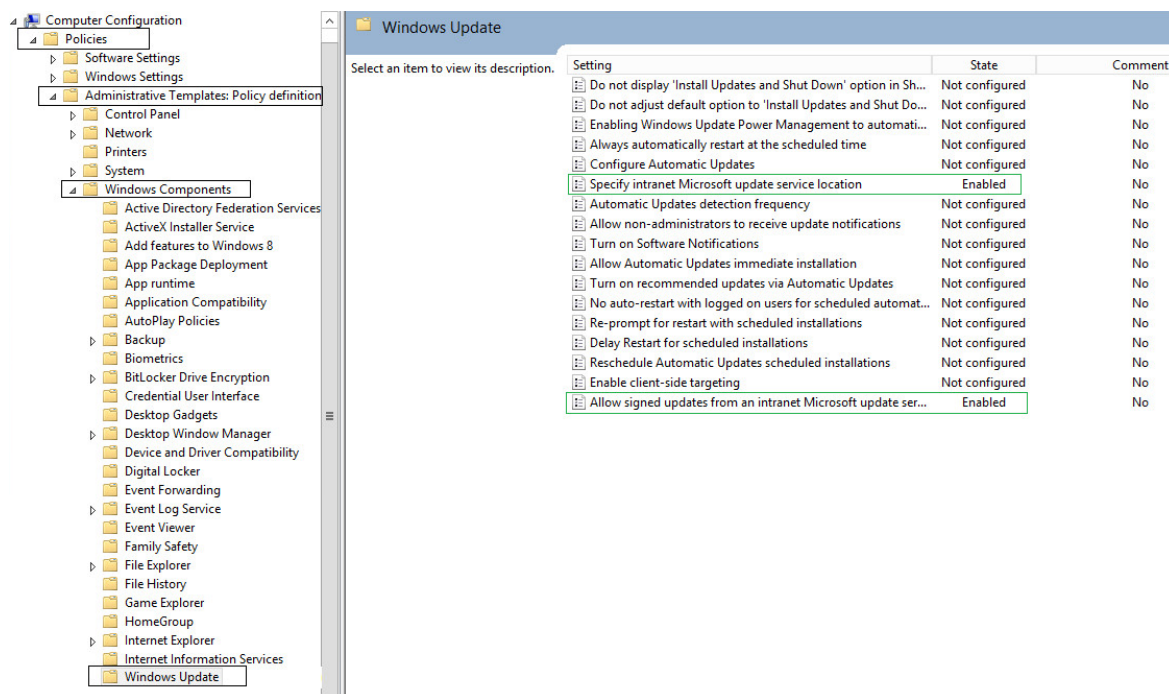 Computer Configuration
Policies
Software Settings
Windows Settings
Administrative Templates: Policy definition
Control Panel
Network
Printers
System
Windows Components
Active Directory Federation Services
ActiveX Installer Service
Add features to Windows 8
App Package Deployment
App runtime
Application Compatibility
AutoPlay Policies
Backup
Biometrics
BitLocker Drive Encryption
Credential User Interface
Desktop Gadgets
Desktop Window Manager
Device and Driver Compatibility
Digital Locker
Event Forwarding
Event Log Service
Event Viewer
Family Safety
File Explorer
File History
Game Explorer
HomeGroup
Internet Explorer
Internet Information Services
Windows Update
Windows Update
Select an item to view its description.
Setting State Comment
Do not display 'Install Updates and Shut Down' option in Sh... Not configured No
Do not adjust default option to 'Install Updates and Shut Do... Not configured No
Enabling Windows Update Power Management to automati... Not configured No
Always automatically restart at the scheduled time Not configured No
Configure Automatic Updates Not configured No
Specify intranet Microsoft update service location Enabled No
Automatic Updates detection frequency Not configured No
Allow non-administrators to receive update notifications Not configured No
Turn on Software Notifications Not configured No
Allow Automatic Updates immediate installation Not configured No
Turn on recommended updates via Automatic Updates Not configured No
No auto-restart with logged on users for scheduled automat... Not configured No
Re-prompt for restart with scheduled installations Not configured No
Delay Restart for scheduled installations Not configured No
Reschedule Automatic Updates scheduled installations Not configured No
Enable client-side targeting Not configured No
Allow signed updates from an intranet Microsoft update ser... Enabled No